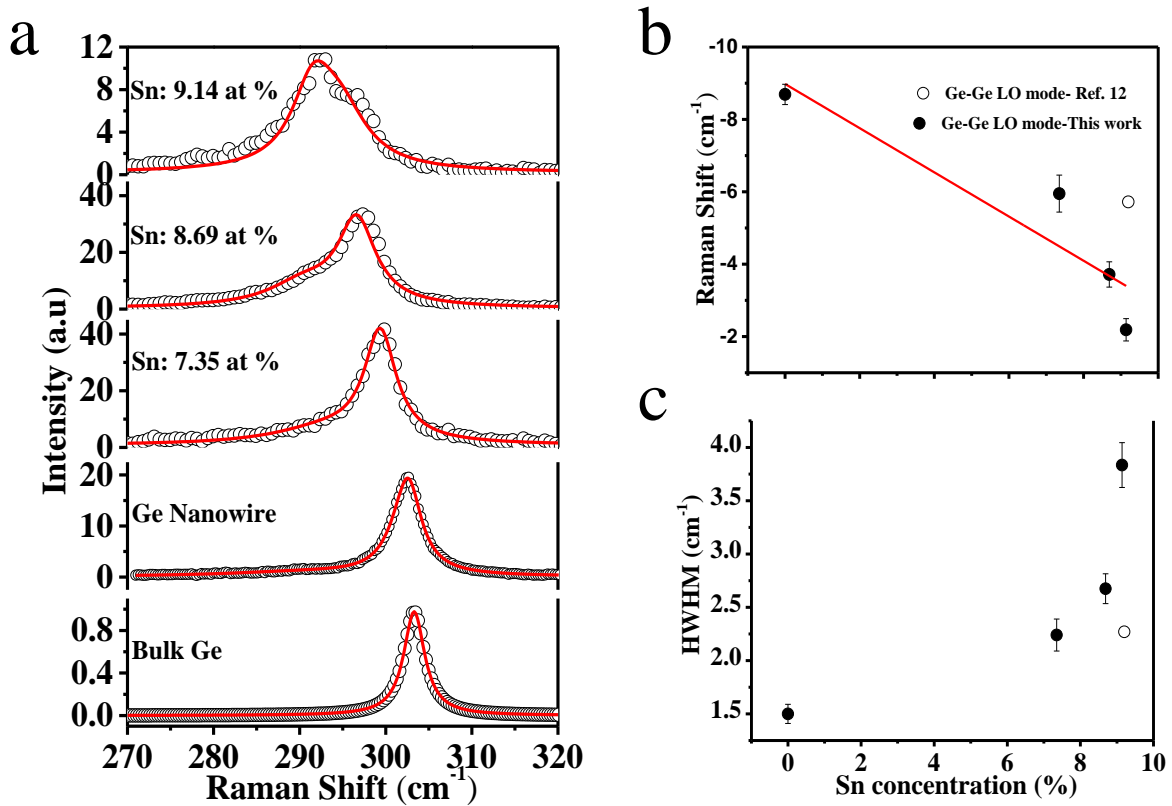 a
12
8
4
0
Sn: 9.14 at %
40
20
0
Sn: 8.69 at %
40
20
0
Sn: 7.35 at %
20
10
0
Ge Nanowire
0.8
0.4
0.0
Bulk Ge
Intensity (a.u)
270 280 290 300 310 320
Raman Shift (cm-1)
b
-10
-8
-6
-4
-2
Raman Shift (cm-1)
Ge-Ge LO mode- Ref. 12
Ge-Ge LO mode-This work
c
4.0
3.5
3.0
2.5
2.0
1.5
HWHM (cm-1)
0 2 4 6 8 10
Sn concentration (%)